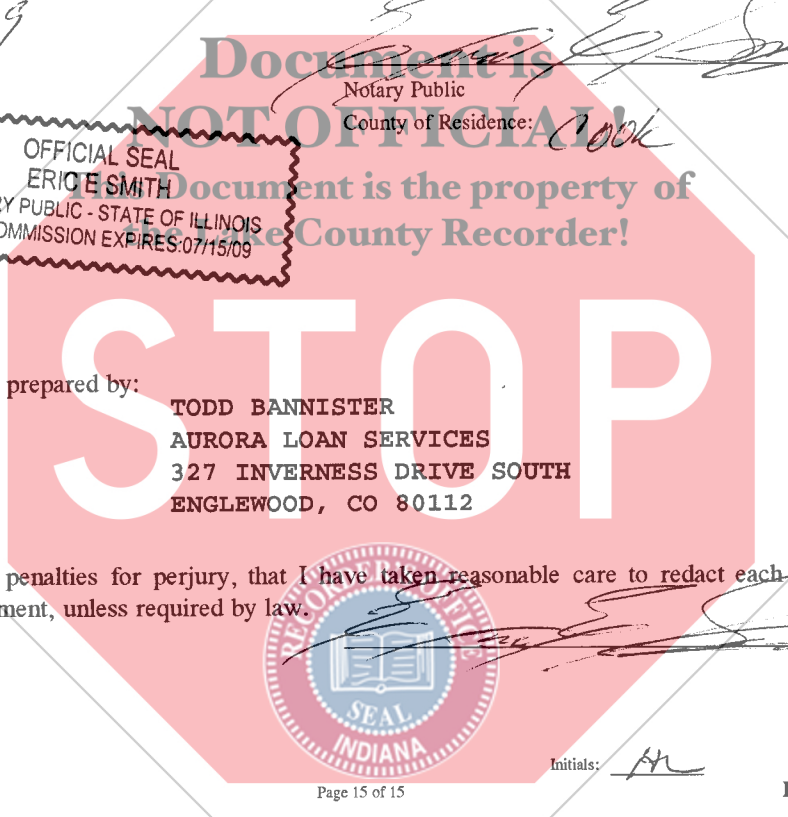 Document is
NOT OFFICIAL!
This Document is the property of
the Lake County Recorder!
Notary Public
County of Residence: Cook
OFFICIAL SEAL
ERIC E SMITH
RY PUBLIC - STATE OF ILLINOIS
OMMISSION EXPIRES:07/15/09
STOP
prepared by:
TODD BANNISTER
AURORA LOAN SERVICES
327 INVERNESS DRIVE SOUTH
ENGLEWOOD, CO 80112
penalties for perjury, that I have taken reasonable care to redact each
ment, unless required by law.
RECORDER'S OFFICE
SEAL
INDIANA
Initials:
Page 15 of 15